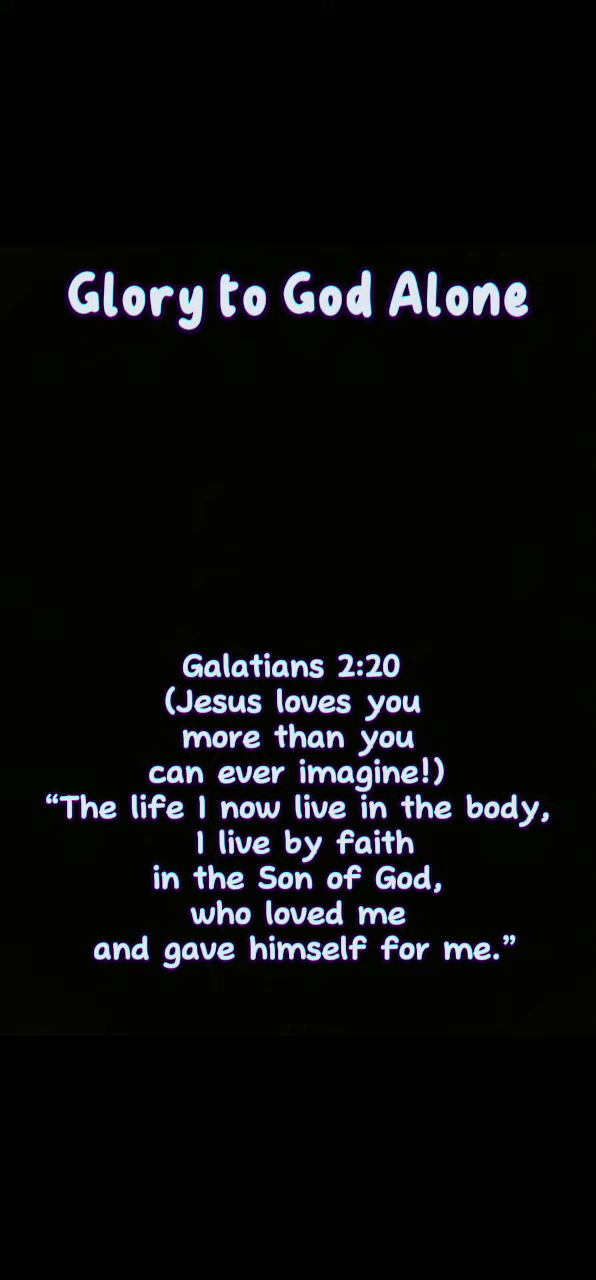 Glory to God Alone
Galatians 2:20
(Jesus loves you
more than you
can ever imagine!)
“The life I now live in the body,
I live by faith
in the Son of God,
who loved me
and gave himself for me.”